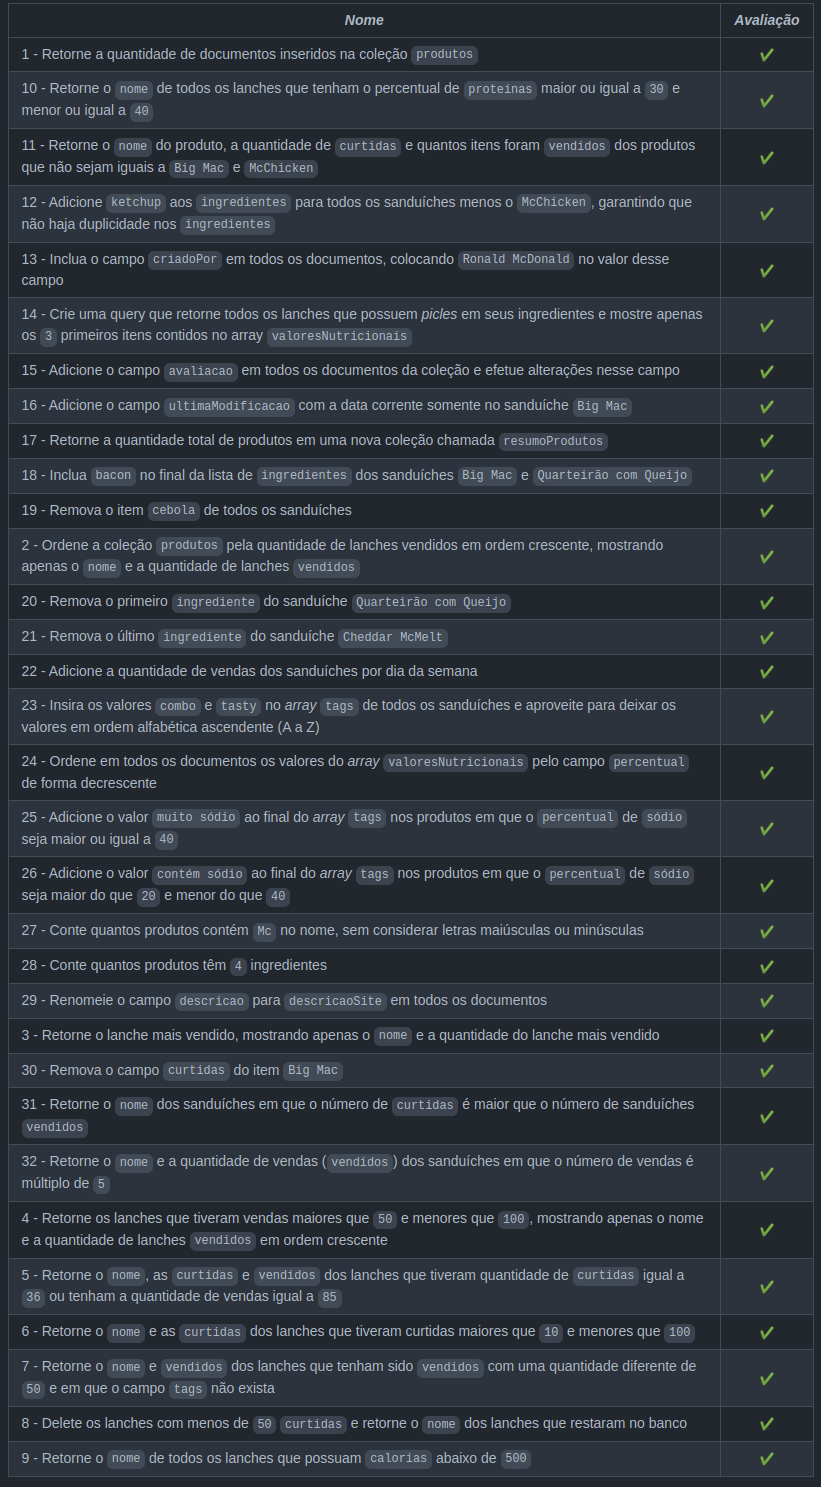 Nome Avaliação
1 - Retorne a quantidade de documentos inseridos na coleção produtos ✔
10 - Retorne o nome de todos os lanches que tenham o percentual de proteínas maior ou igual a 30 e
menor ou igual a 40 ✔
11 - Retorne o nome do produto, a quantidade de curtidas e quantos itens foram vendidos dos produtos
que não sejam iguais a Big Mac e McChicken ✔
12 - Adicione ketchup aos ingredientes para todos os sanduíches menos o McChicken, garantindo que
não haja duplicidade nos ingredientes ✔
13 - Inclua o campo criadoPor em todos os documentos, colocando Ronald McDonald no valor desse
campo ✔
14 - Crie uma query que retorne todos os lanches que possuem picles em seus ingredientes e mostre apenas
os 3 primeiros itens contidos no array valoresNutricionais ✔
15 - Adicione o campo avaliacao em todos os documentos da coleção e efetue alterações nesse campo ✔
16 - Adicione o campo ultimaModificacao com a data corrente somente no sanduíche Big Mac ✔
17 - Retorne a quantidade total de produtos em uma nova coleção chamada resumoProdutos ✔
18 - Inclua bacon no final da lista de ingredientes dos sanduíches Big Mac e Quarteirão com Queijo ✔
19 - Remova o item cebola de todos os sanduíches ✔
2 - Ordene a coleção produtos pela quantidade de lanches vendidos em ordem crescente, mostrando
apenas o nome e a quantidade de lanches vendidos ✔
20 - Remova o primeiro ingrediente do sanduíche Quarteirão com Queijo ✔
21 - Remova o último ingrediente do sanduíche Cheddar McMelt ✔
22 - Adicione a quantidade de vendas dos sanduíches por dia da semana ✔
23 - Insira os valores combo e tasty no array tags de todos os sanduíches e aproveite para deixar os
valores em ordem alfabética ascendente (A a Z) ✔
24 - Ordene em todos os documentos os valores do array valoresNutricionais pelo campo percentual
de forma decrescente ✔
25 - Adicione o valor muito sódio ao final do array tags nos produtos em que o percentual de sódio
seja maior ou igual a 40 ✔
26 - Adicione o valor contém sódio ao final do array tags nos produtos em que o percentual de sódio
seja maior do que 20 e menor do que 40 ✔
27 - Conte quantos produtos contém Mc no nome, sem considerar letras maiúsculas ou minúsculas ✔
28 - Conte quantos produtos têm 4 ingredientes ✔
29 - Renomeie o campo descricao para descricaoSite em todos os documentos ✔
3 - Retorne o lanche mais vendido, mostrando apenas o nome e a quantidade do lanche mais vendido ✔
30 - Remova o campo curtidas do item Big Mac ✔
31 - Retorne o nome dos sanduíches em que o número de curtidas é maior que o número de sanduíches
vendidos ✔
32 - Retorne o nome e a quantidade de vendas (vendidos) dos sanduíches em que o número de vendas é
múltiplo de 5 ✔
4 - Retorne os lanches que tiveram vendas maiores que 50 e menores que 100, mostrando apenas o nome
e a quantidade de lanches vendidos em ordem crescente ✔
5 - Retorne o nome, as curtidas e vendidos dos lanches que tiveram quantidade de curtidas igual a
36 ou tenham a quantidade de vendas igual a 85 ✔
6 - Retorne o nome e as curtidas dos lanches que tiveram curtidas maiores que 10 e menores que 100 ✔
7 - Retorne o nome e vendidos dos lanches que tenham sido vendidos com uma quantidade diferente de
50 e em que o campo tags não exista ✔
8 - Delete os lanches com menos de 50 curtidas e retorne o nome dos lanches que restaram no banco ✔
9 - Retorne o nome de todos os lanches que possuam calorias abaixo de 500 ✔